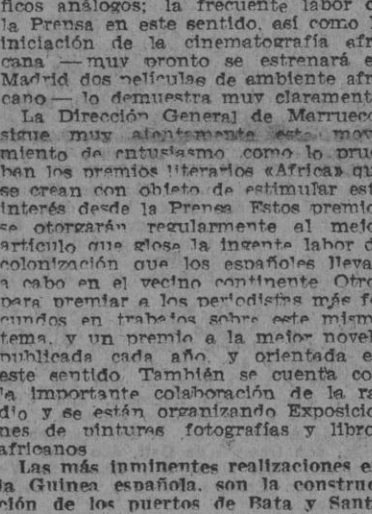 ficos análogos; la frecuente labor d
la Prensa en este sentido, así como l
iniciación de la cinematografía afri
cana —muy pronto se estrenará e
Madrid dos películas de ambiente afri
cano— lo demuestra muy clarament
La Dirección General de Marruec
sigue muy atentamente este movi
miento de entusiasmo como lo prue
ban los premios literarios «Africa» qu
se crean con objeto de estimular est
interés desde la Prensa Estos premio
se otorgarán regularmente al mejo
artículo que glose la ingente labor d
colonización que los españoles lleva
a cabo en el vecino continente Otro
para premiar a los periodistas más fe
cundos en trabajos sobre este mism
tema, y un premio a la mejor novel
publicada cada año, y orientada e
este sentido También se cuenta co
la importante colaboración de la ra
dio y se están organizando Exposicio
nes de pinturas fotografías y libro
africanos
Las más inminentes realizaciones e
la Guinea española, son la construc
ción de los puertos de Bata y Sant